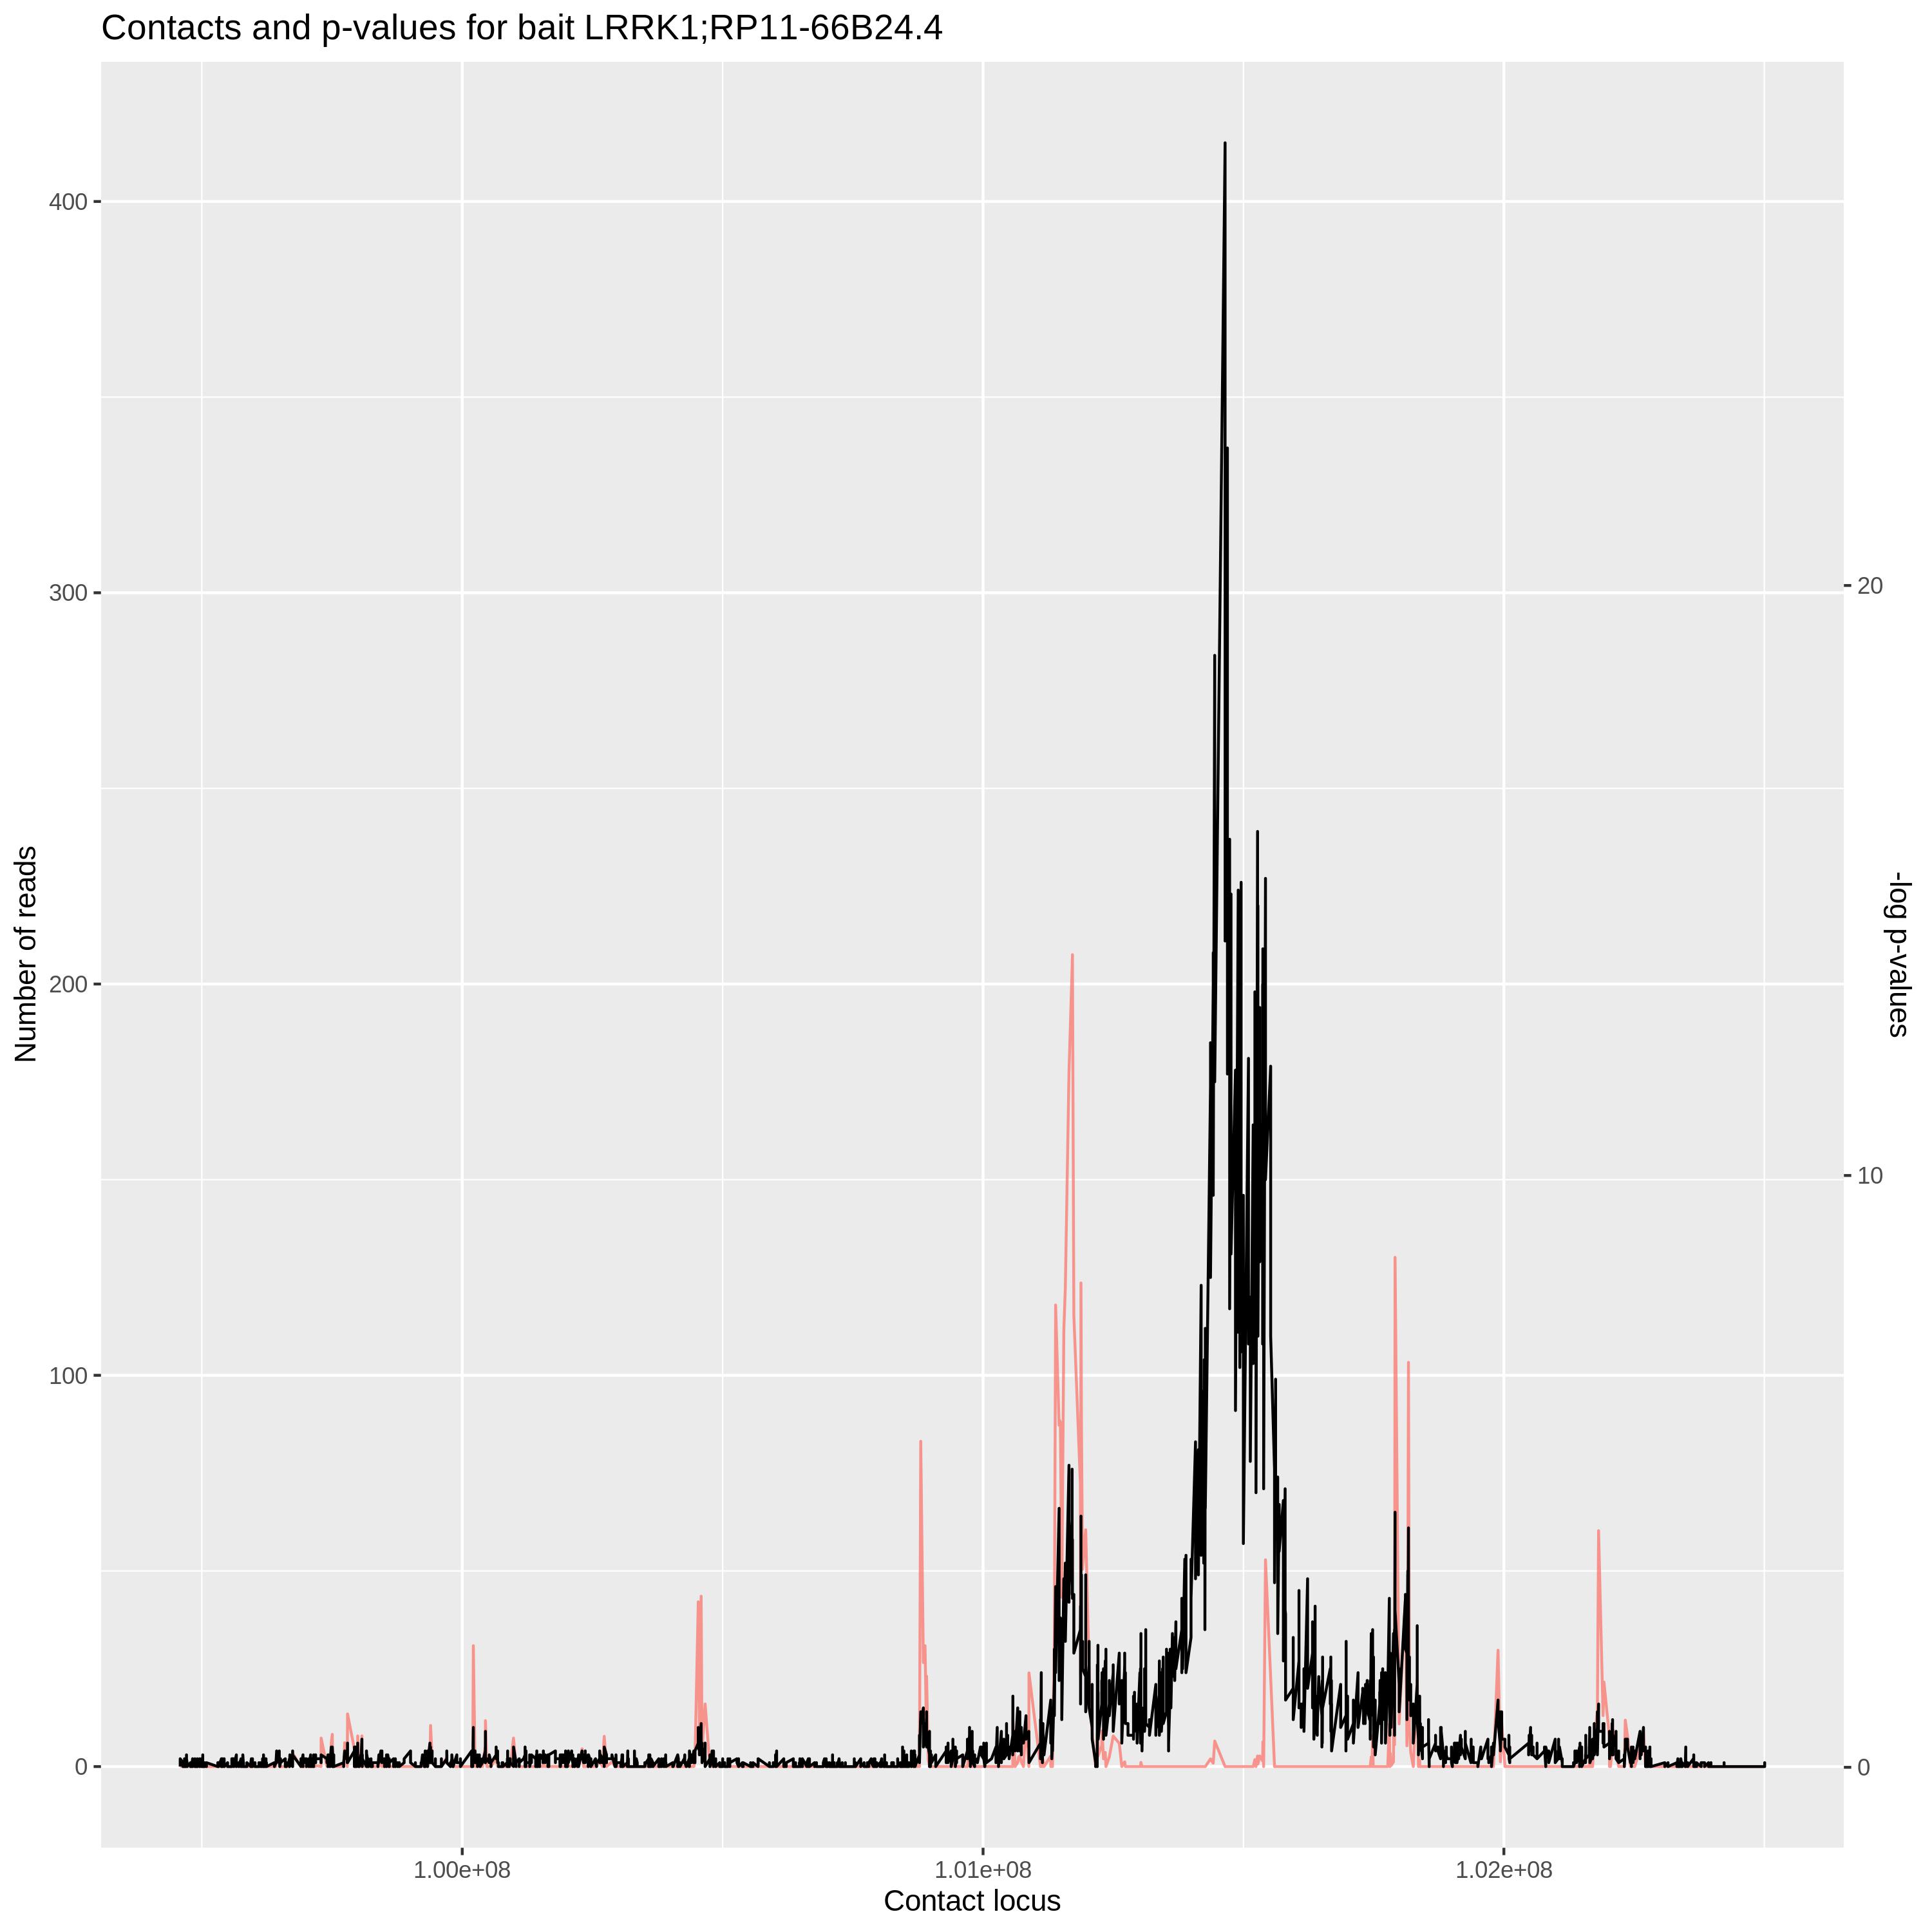 Contacts and p-values for bait LRRK1;RP11-66B24.4
400
300
200
100
0
Number of reads
20
10
0
-log p-values
1.00e+08
1.01e+08
1.02e+08
Contact locus